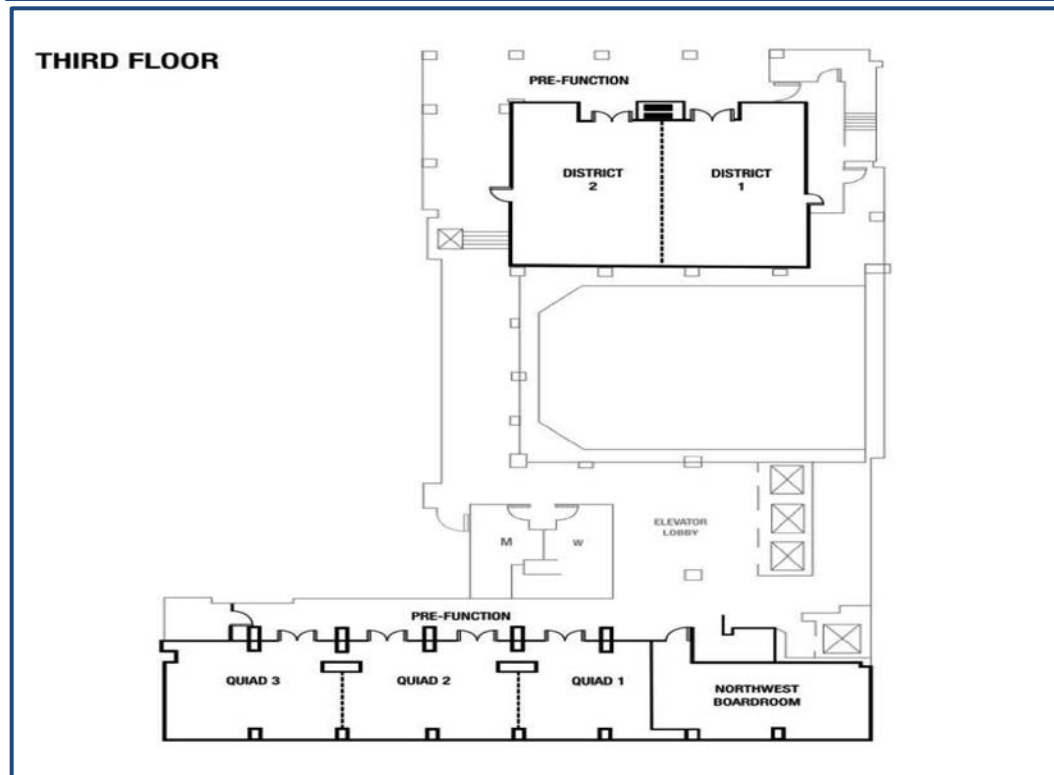 THIRD FLOOR
PRE-FUNCTION
DISTRICT
2
DISTRICT
1
ELEVATOR
LOBBY
M
W
PRE-FUNCTION
QUIAD 3
QUIAD 2
QUIAD 1
NORTHWEST
BOARDROOM